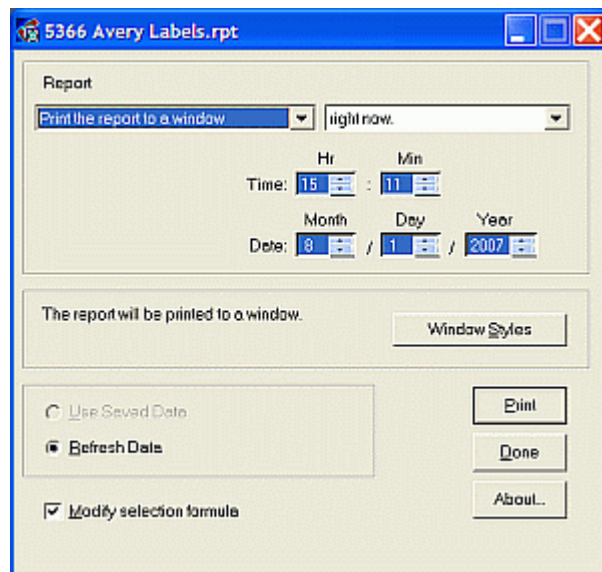 5366 Avery Labels.rpt
Report
Print the report to a window right now.
Hr Min
Time: 15 : 11
Month Day Year
Date: 8 / 1 / 2007
The report will be printed to a window.
Window Styles
Use Saved Data
Print
Refresh Data
Done
About...
Modify selection formula